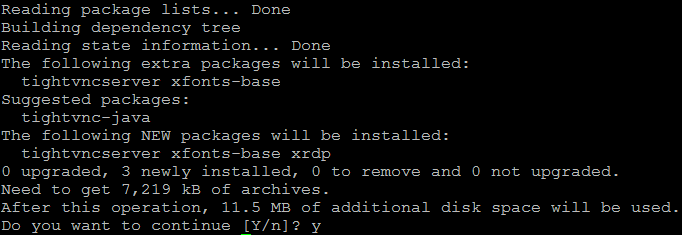 Reading package lists... Done
Building dependency tree
Reading state information... Done
The following extra packages will be installed:
  tightvncserver xfonts-base
Suggested packages:
  tightvnc-java
The following NEW packages will be installed:
  tightvncserver xfonts-base xrdp
0 upgraded, 3 newly installed, 0 to remove and 0 not upgraded.
Need to get 7,219 kB of archives.
After this operation, 11.5 MB of additional disk space will be used.
Do you want to continue [Y/n]? y